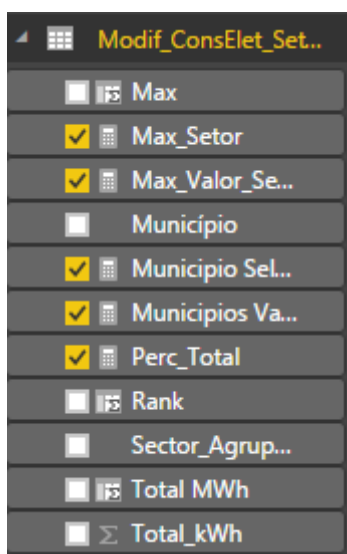 Modif_ConsElet_Set...
Max
Max_Setor
Max_Valor_Se...
Município
Municipio Sel...
Municipios Va...
Perc_Total
Rank
Sector_Agrup...
Total MWh
Σ Total_kWh